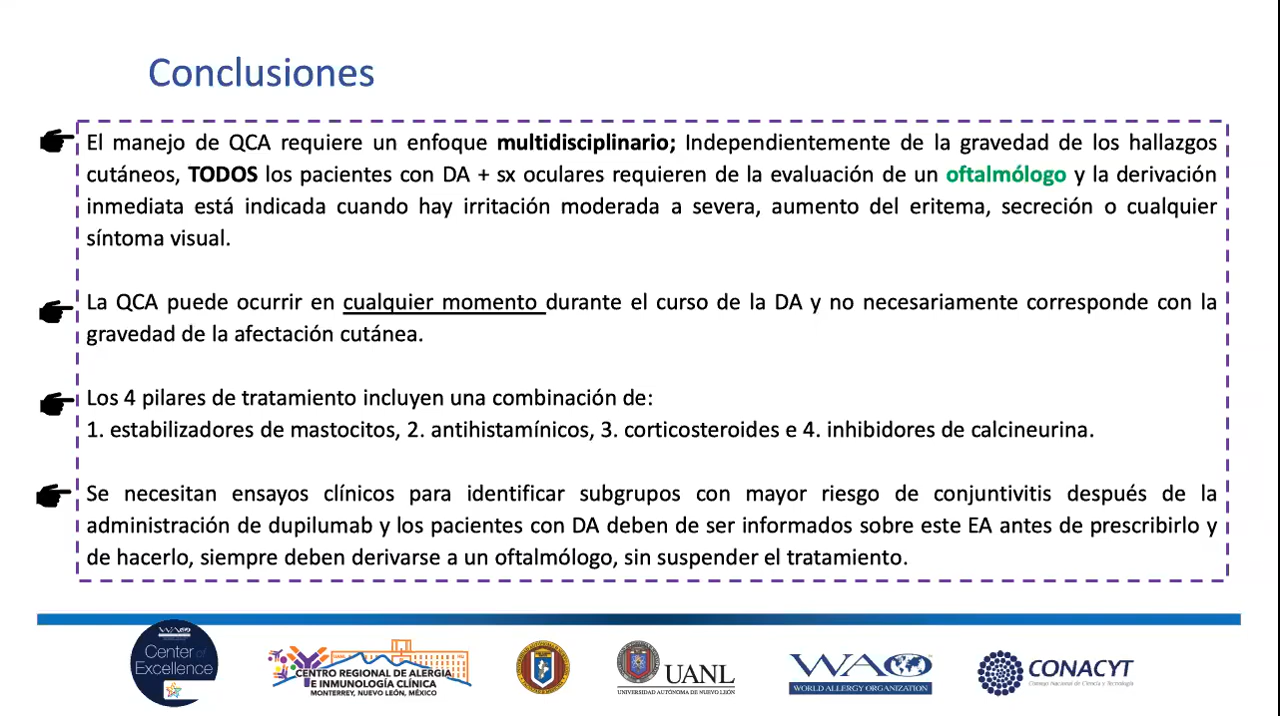 Conclusiones
El manejo de QCA requiere un enfoque multidisciplinario; Independientemente de la gravedad de los hallazgos
cutáneos, TODOS los pacientes con DA + sx oculares requieren de la evaluación de un oftalmólogo y la derivación
inmediata está indicada cuando hay irritación moderada a severa, aumento del eritema, secreción o cualquier
síntoma visual.
La QCA puede ocurrir en cualquier momento durante el curso de la DA y no necesariamente corresponde con la
gravedad de la afectación cutánea.
Los 4 pilares de tratamiento incluyen una combinación de:
1. estabilizadores de mastocitos, 2. antihistamínicos, 3. corticosteroides e 4. inhibidores de calcineurina.
Se necesitan ensayos clínicos para identificar subgrupos con mayor riesgo de conjuntivitis después de la
administración de dupilumab y los pacientes con DA deben de ser informados sobre este EA antes de prescribirlo y
de hacerlo, siempre deben derivarse a un oftalmólogo, sin suspender el tratamiento.
WAO
Center of
Excellence
CENTRO REGIONAL DE ALERGIA
E INMUNOLOGÍA CLÍNICA
MONTERREY, NUEVO LEÓN, MÉXICO
UANL
UNIVERSIDAD AUTÓNOMA DE NUEVO LEÓN
WAO
WORLD ALLERGY ORGANIZATION
CONACYT
Consejo Nacional de Ciencia y Tecnología